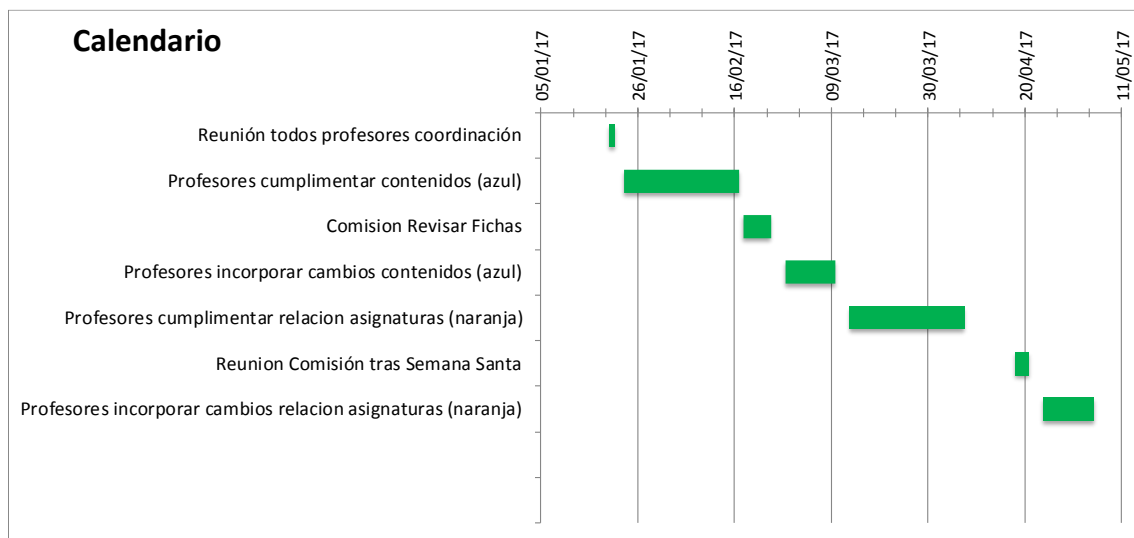 Calendario
05/01/17
26/01/17
16/02/17
09/03/17
30/03/17
20/04/17
11/05/17
Reunión todos profesores coordinación
Profesores cumplimentar contenidos (azul)
Comision Revisar Fichas
Profesores incorporar cambios contenidos (azul)
Profesores cumplimentar relacion asignaturas (naranja)
Reunion Comisión tras Semana Santa
Profesores incorporar cambios relacion asignaturas (naranja)